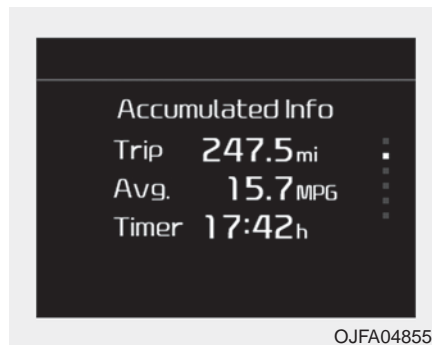 Accumulated Info
Trip 247.5mi
Avg. 15.7MPG
Timer 17:42h
OJFA04855